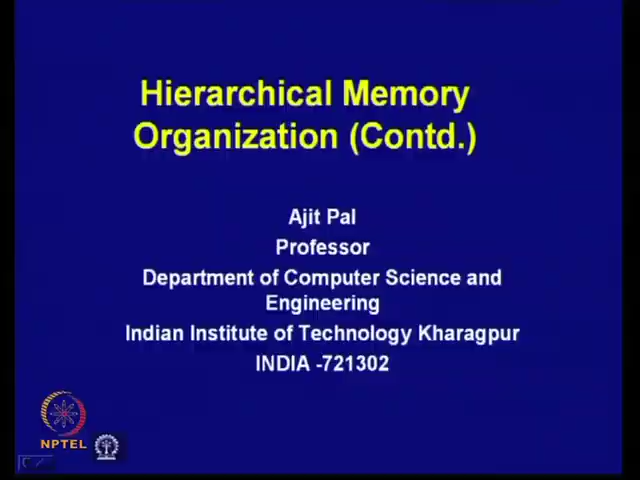 Hierarchical Memory
Organization (Contd.)
Ajit Pal
Professor
Department of Computer Science and
Engineering
Indian Institute of Technology Kharagpur
INDIA -721302
NPTEL